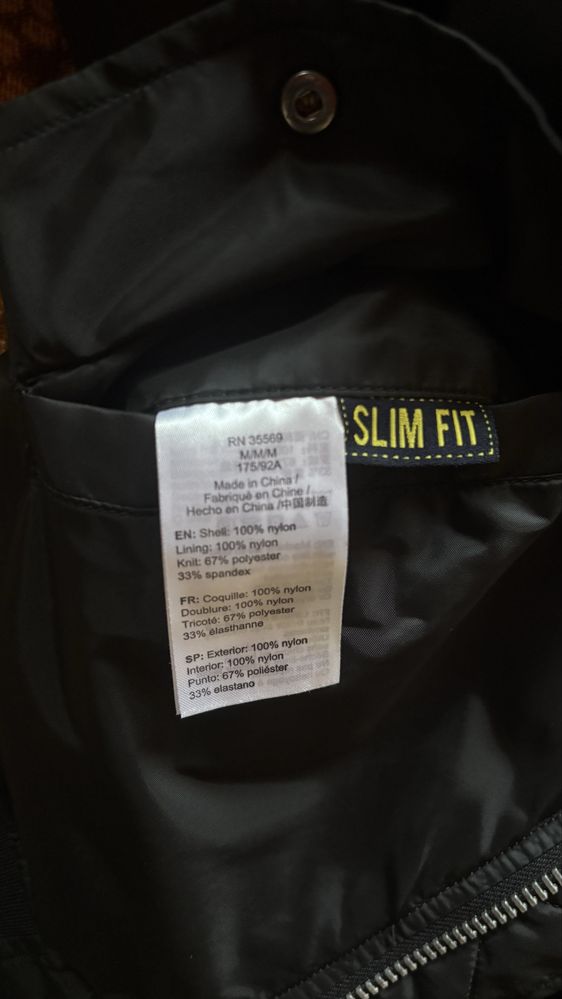 RN 35569
M/M/M
175/92A
Made in China /
Fabriqué en Chine /
Hecho en China /中国制造
EN: Shell: 100% nylon
Lining: 100% nylon
Knit: 67% polyester
33% spandex
FR: Coquille: 100% nylon
Doublure: 100% nylon
Tricoté: 67% polyester
33% élasthanne
SP: Exterior: 100% nylon
Interior: 100% nylon
Punto: 67% poliéster
33% elastano
SLIM FIT